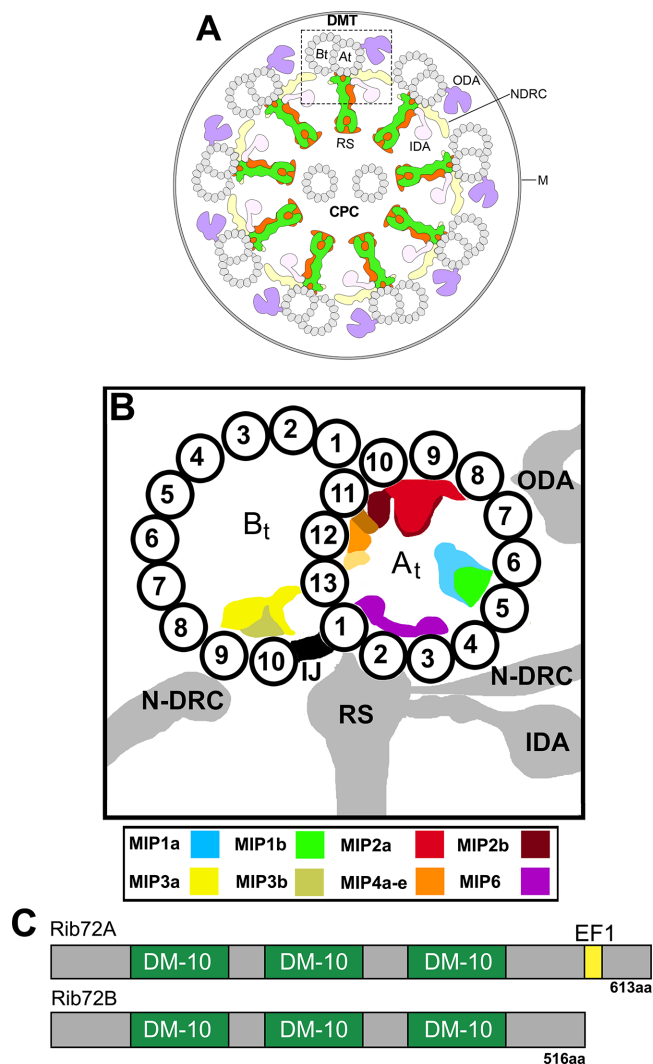 A
DMT
Bt
At
ODA
NDRC
RS
IDA
M
CPC
B
1
2
3
4
5
6
7
8
9
10
11
12
13
1
2
3
4
5
6
7
8
9
10
Bt
At
ODA
IJ
N-DRC
N-DRC
RS
IDA
MIP1a MIP1b MIP2a MIP2b
MIP3a MIP3b MIP4a-e MIP6
C
Rib72A
EF1
DM-10 DM-10 DM-10
613aa
Rib72B
DM-10 DM-10 DM-10
516aa